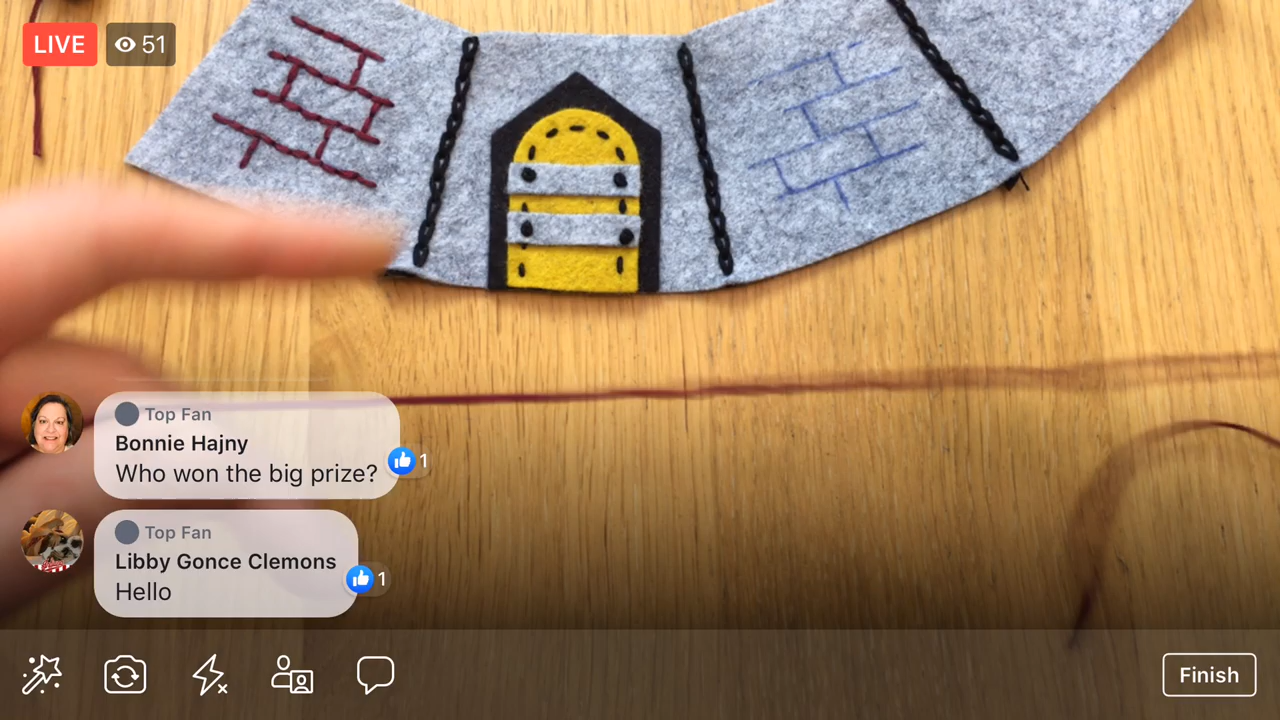 LIVE 51
Top Fan
Bonnie Hajny
Who won the big prize?
1
Top Fan
Libby Gonce Clemons
Hello
1
Finish